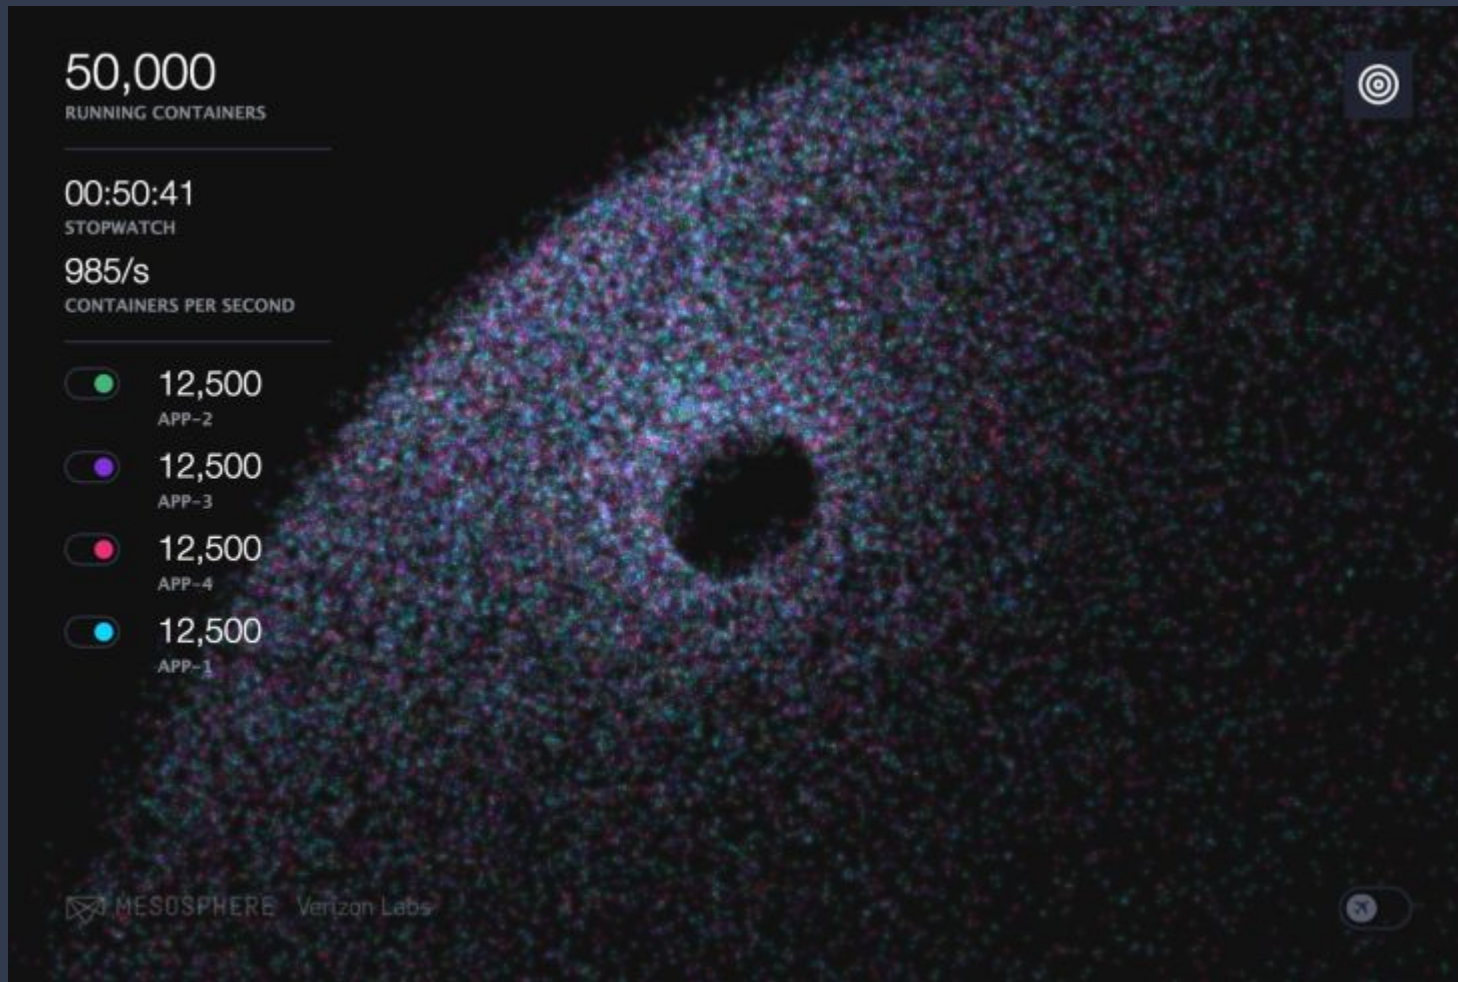 50,000
RUNNING CONTAINERS
00:50:41
STOPWATCH
985/s
CONTAINERS PER SECOND
12,500
APP-2
12,500
APP-3
12,500
APP-4
12,500
APP-1
MESOSPHERE Verizon Labs